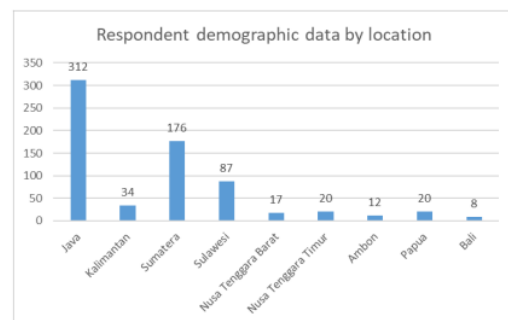 Respondent demographic data by location
350
300
250
200
150
100
50
0
312
34
176
87
17
20
12
20
8
Java
Kalimantan
Sumatera
Sulawesi
Nusa Tenggara Barat
Nusa Tenggara Timur
Ambon
Papua
Bali